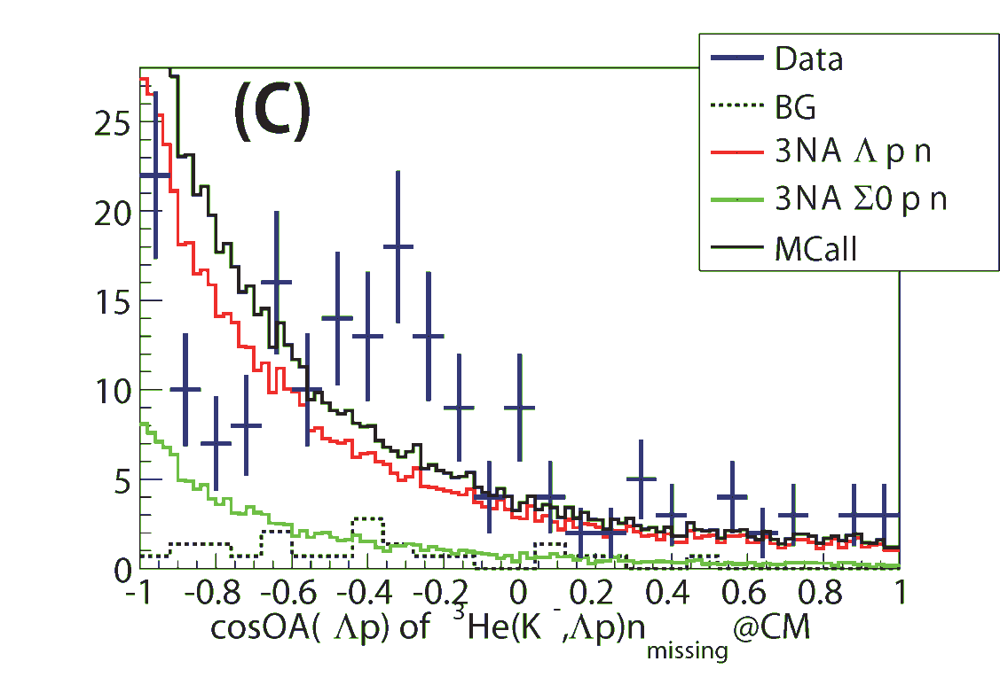 (C)
Data
BG
3NA Λ p n
3NA Σ0 p n
MCall
25
20
15
10
5
0
-1 -0.8 -0.6 -0.4 -0.2 0 0.2 0.4 0.6 0.8 1
cosOA( Λp) of ³He(K⁻,Λp)n missing @CM